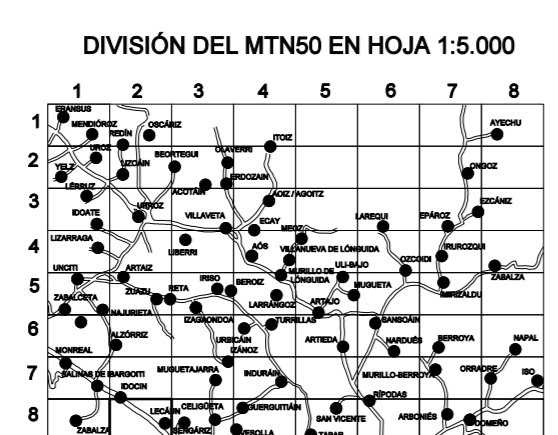 DIVISIÓN DEL MTN50 EN HOJA 1:5.000
1 2 3 4 5 6 7 8
1
ERANSUS
MENDIÓROZ
REDÍN
OSCÁRIZ
ITOIZ
AYECHU
2
UROZ
YELZ
UZCÁIN
BEORTEGUI
OLAVERRI
ERDOZAIN
ONGOZ
LÉRRUZ
ACOTÁIN
3
AOIZ / AGOITZ
URROZ
IDOATE
VILLAVETA
ECAY
MEOZ
LAREQUI
EPÁROZ
EZCÁNIZ
4
LIZARRAGA
LIBERRI
AÓS
VILLANUEVA DE LÓNGUIDA
OZCOIDI
IRUROZQUI
UNCITI
ARTAIZ
IRISO
MURILLO DE
LÓNGUIDA
ULI-BAJO
ZABALZA
5
ZUAZU
RETA
BEROIZ
MUGUETA
IMIRIZALDU
ZABALCETA
NAJURIETA
IZAGAONDOA
LARRÁNGOZ
ARTAJO
6
TURRILLAS
SANSOÁIN
ALZÓRRIZ
URBICÁIN
ARTIEDA
NARDUÉS
BERROYA
NAPAL
MONREAL
IZÁNOZ
7
SALINAS DE IBARGOITI
MUGUETAJARRA
INDURÁIN
MURILLO-BERROYA
ORRADRE
ISO
IDOCIN
RÍPODAS
8
LECÁUN
CELIGÜETA
GUERGUITIÁIN
SAN VICENTE
ARBONIÉS
ZABALZA
SENGÁRIZ
VESOLLA
TABAR
DOMEÑO